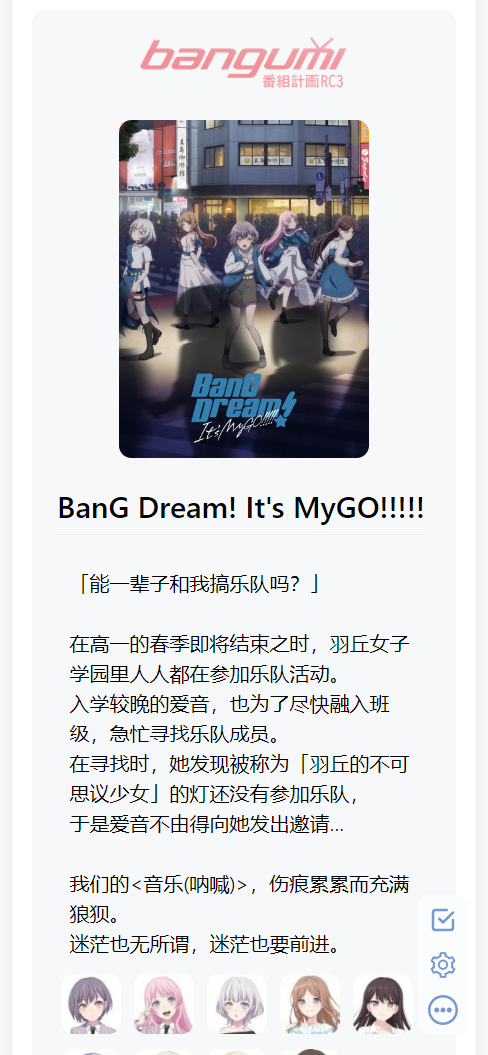 bangumi
番組計画RC3
BanG
Dream!
It's MyGO!!!!!
BanG Dream! It's MyGO!!!!!
「能一辈子和我搞乐队吗？」
在高一的春季即将结束之时，羽丘女子
学园里人人都在参加乐队活动。
入学较晚的爱音，也为了尽快融入班
级，急忙寻找乐队成员。
在寻找时，她发现被称为「羽丘的不可
思议少女」的灯还没有参加乐队，
于是爱音不由得向她发出邀请...
我们的<音乐(呐喊)>，伤痕累累而充满
狼狈。
迷茫也无所谓，迷茫也要前进。